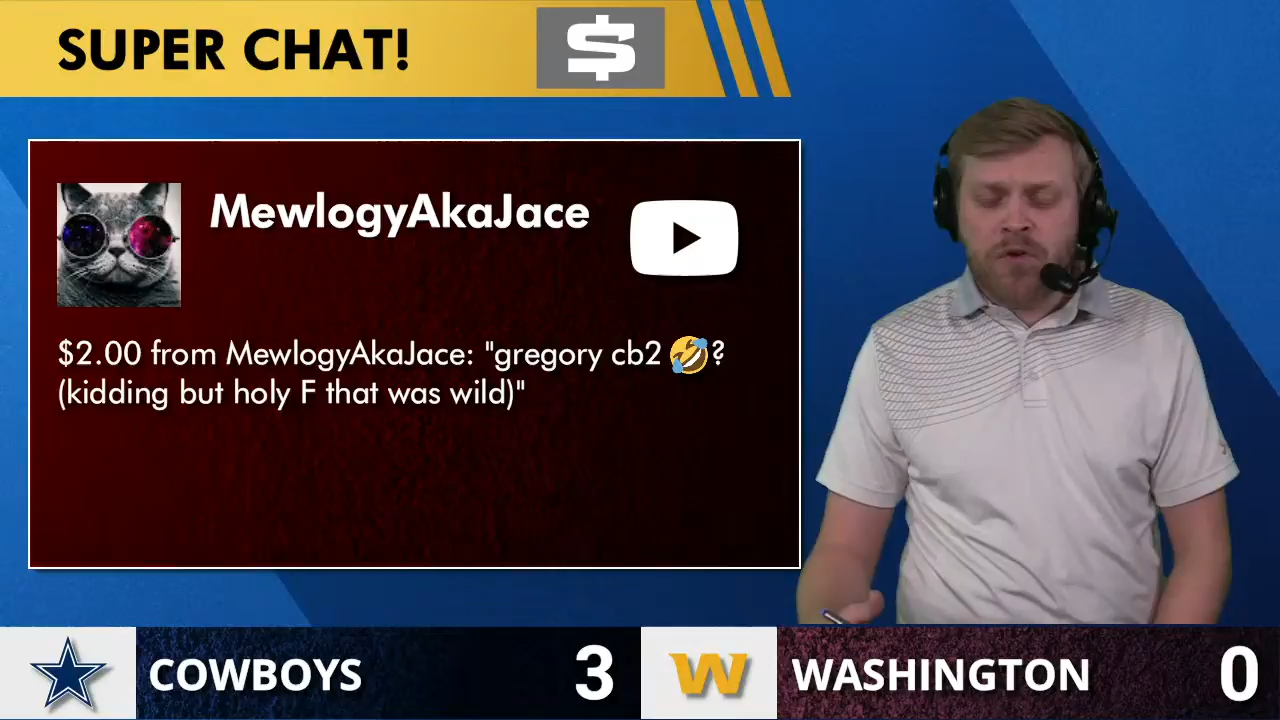 SUPER CHAT!
MewlogyAkaJace
$2.00 from MewlogyAkaJace: "gregory cb2 🤣?
(kidding but holy F that was wild)"
COWBOYS 3 W WASHINGTON 0